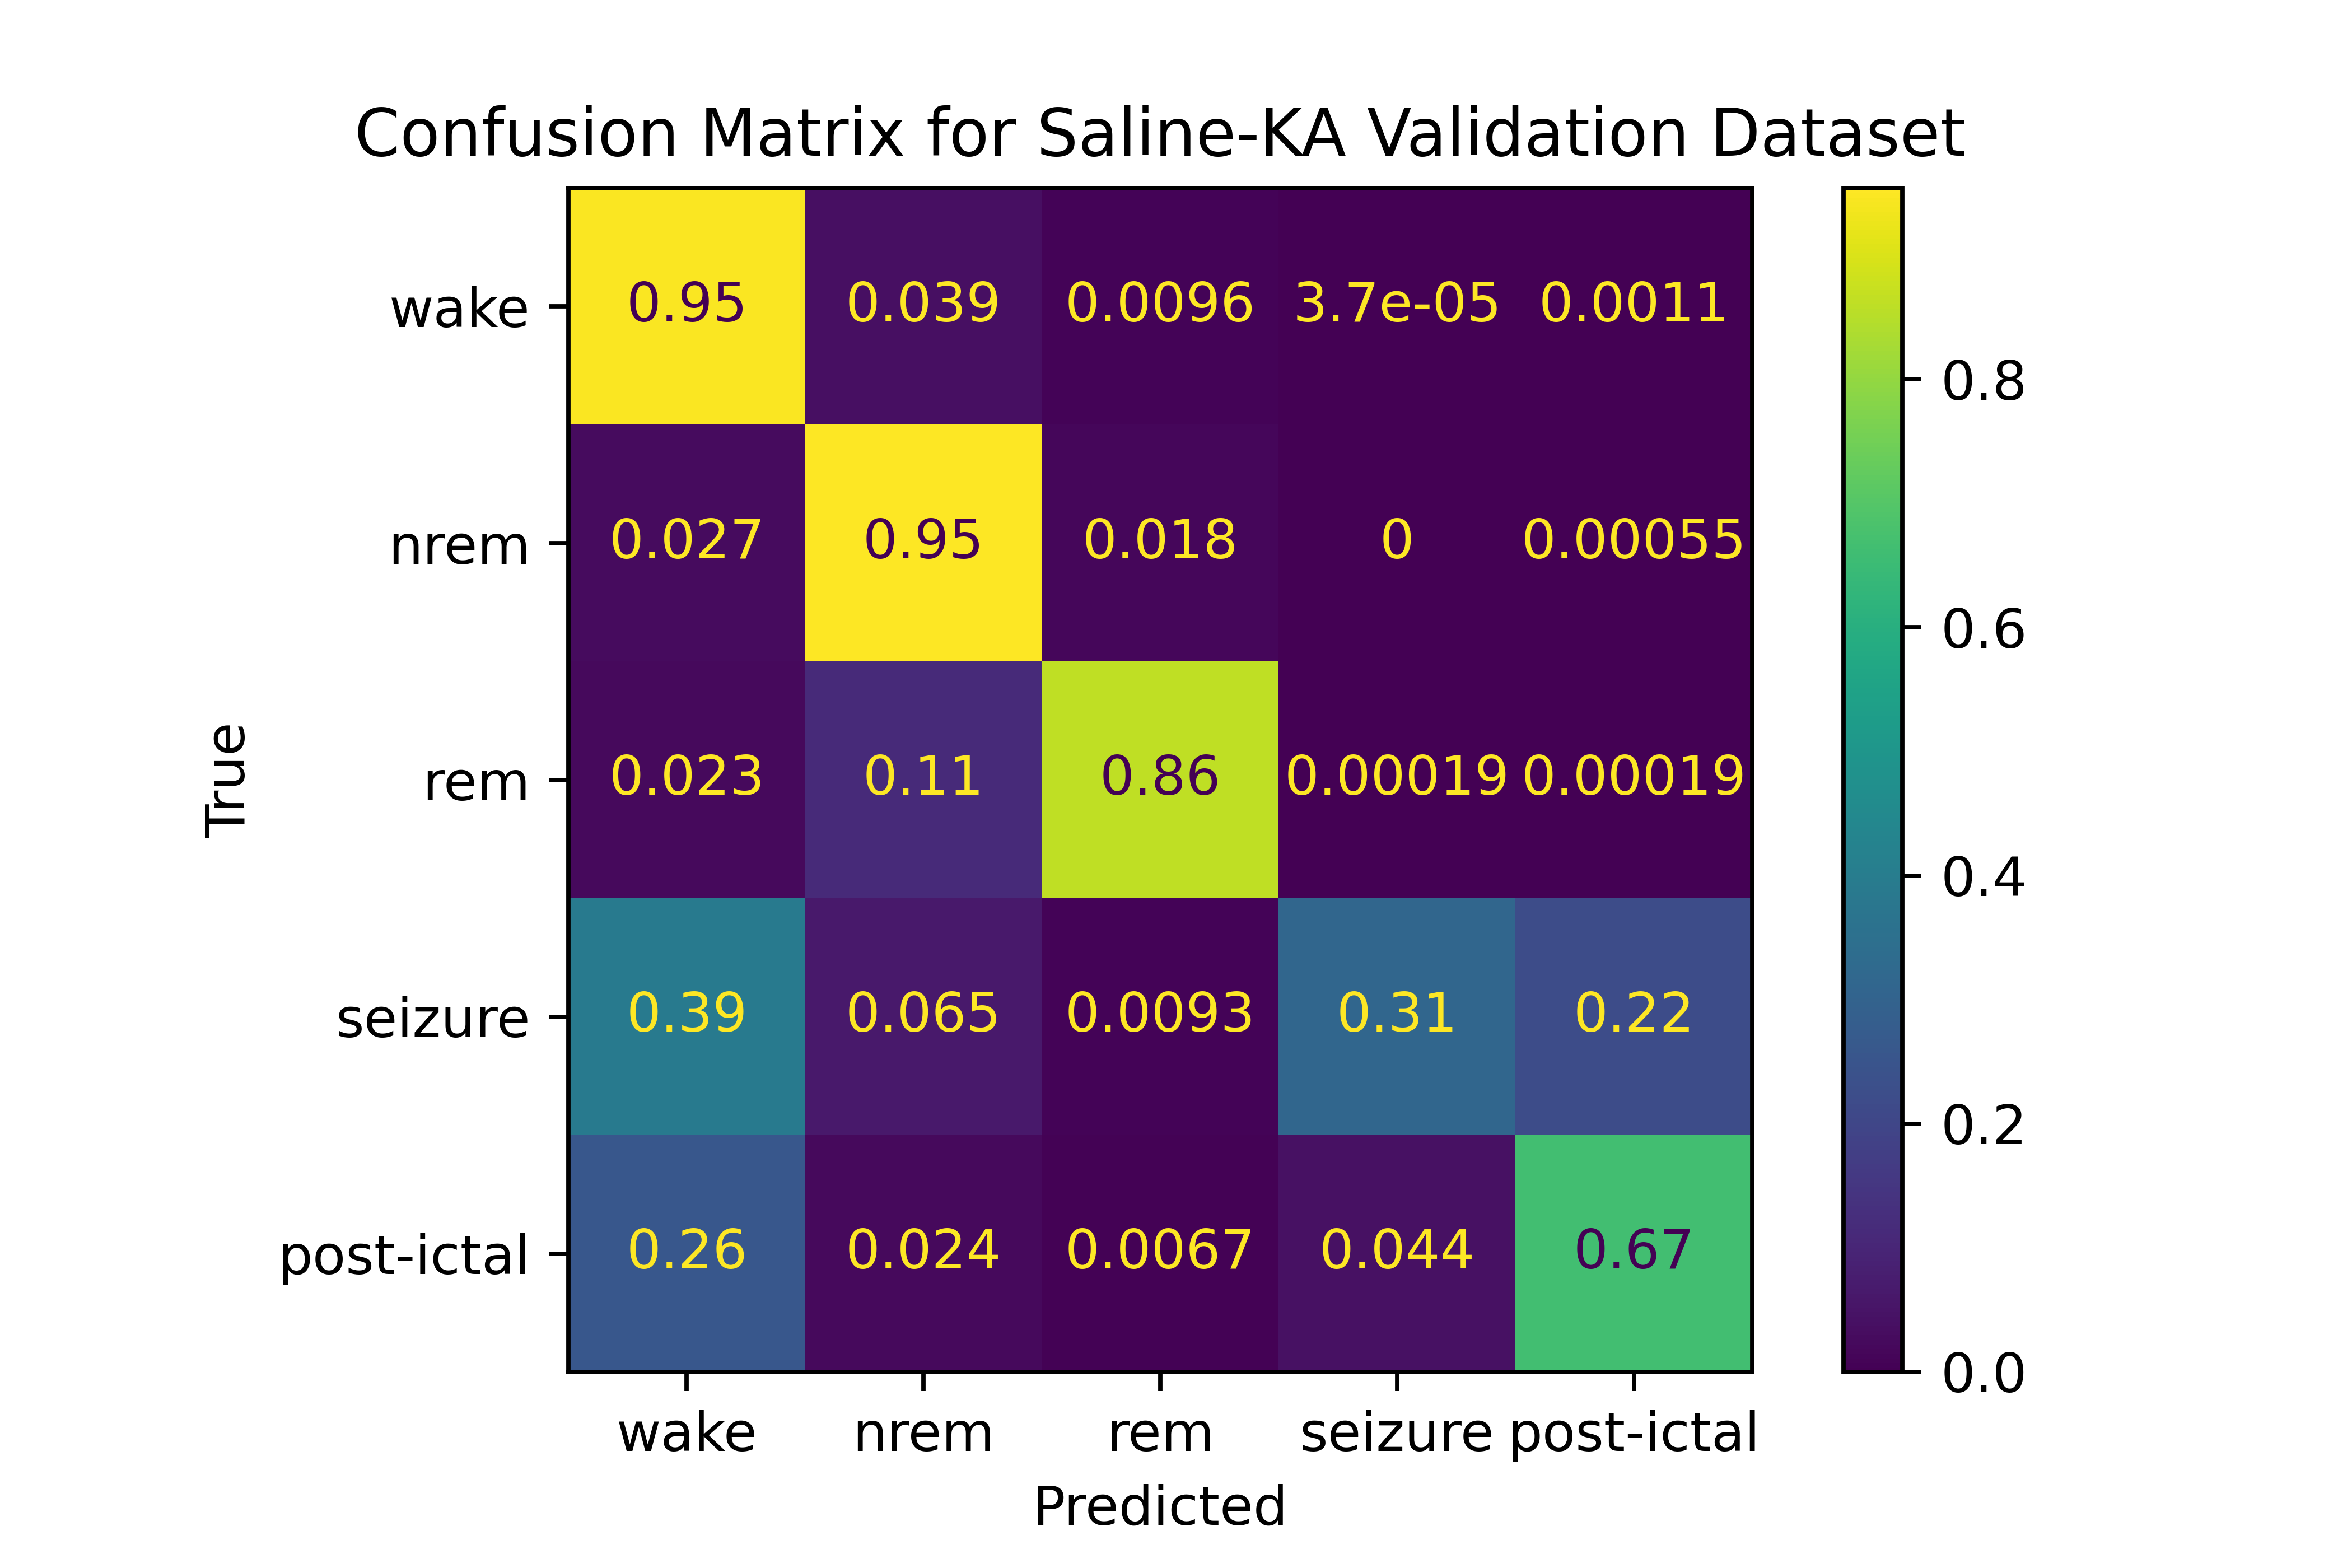 Confusion Matrix for Saline-KA Validation Dataset
wake 0.95 0.039 0.0096 3.7e-05 0.0011
nrem 0.027 0.95 0.018 0 0.00055
rem 0.023 0.11 0.86 0.00019 0.00019
seizure 0.39 0.065 0.0093 0.31 0.22
post-ictal 0.26 0.024 0.0067 0.044 0.67
wake nrem rem seizure post-ictal
Predicted
True
0.8
0.6
0.4
0.2
0.0